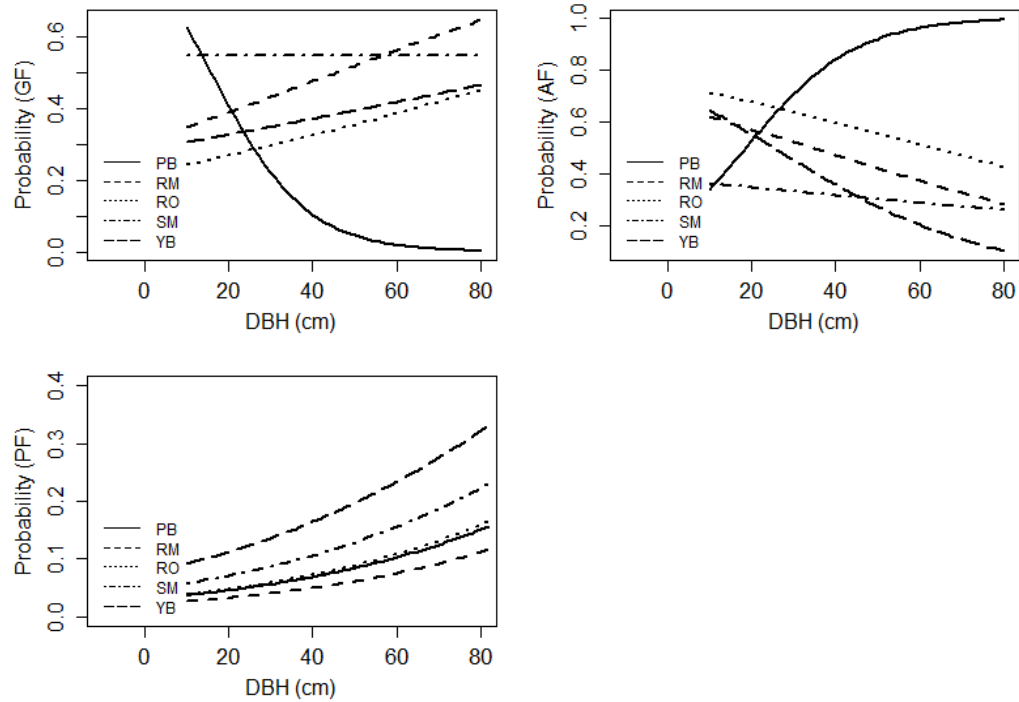 Probability (GF)
0.0
0.2
0.4
0.6
PB
RM
RO
SM
YB
0
20
40
60
80
DBH (cm)
Probability (AF)
0.2
0.4
0.6
0.8
1.0
PB
RM
RO
SM
YB
0
20
40
60
80
DBH (cm)
Probability (PF)
0.0
0.1
0.2
0.3
0.4
PB
RM
RO
SM
YB
0
20
40
60
80
DBH (cm)